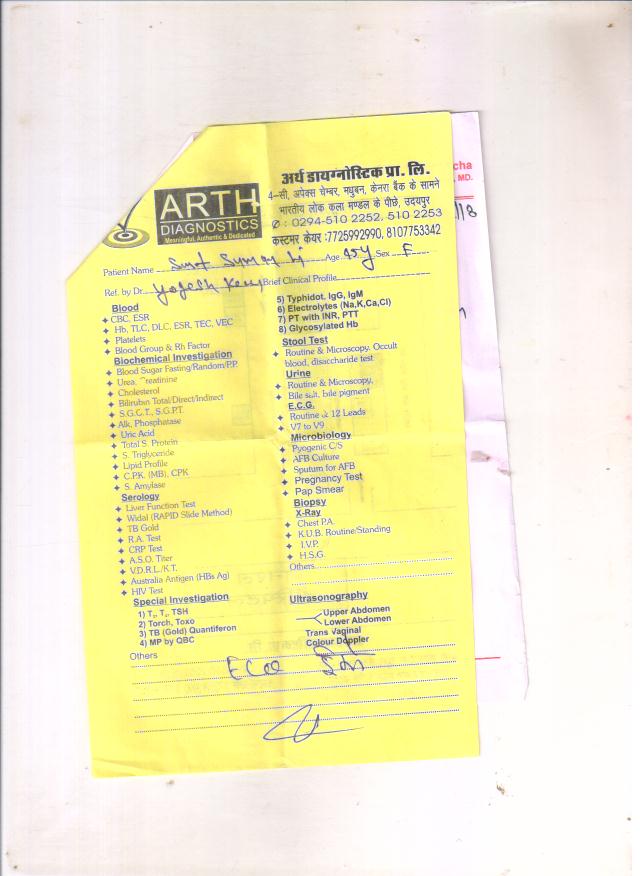 अर्थ डायग्नोस्टिक प्रा. लि.
ARTH
DIAGNOSTICS
Meaningful, Authentic & Dedicated
4-सी, अपेक्स चेम्बर, मधुबन, केनरा बैंक के सामने
भारतीय लोक कला मण्डल के पीछे, उदयपुर
✆ : 0294-510 2252, 510 2253
कस्टमर केयर :7725992990, 8107753342
cha
MD.
/18
Patient Name Age 45y Sex F
Ref. by Dr. Yogesh Brief Clinical Profile
Blood
CBC, ESR
Hb, TLC, DLC, ESR, TEC, VEC
Platelets
Blood Group & Rh Factor
Biochemical Investigation
Blood Sugar Fasting/Random/P.P.
Urea, Creatinine
Cholesterol
Bilirubin Total/Direct/Indirect
S.G.C.T., S.G.P.T.
Alk. Phosphatase
Uric Acid
Total S. Protein
S. Triglyceride
Lipid Profile
C.P.K. (MB), CPK
S. Amylase
Serology
Liver Function Test
Widal (RAPID Slide Method)
TB Gold
R.A. Test
CRP Test
A.S.O. Titer
V.D.R.L./K.T.
Australia Antigen (HBs Ag)
HIV Test
Special Investigation
1) T₃, T₄, TSH
2) Torch, Toxo
3) TB (Gold) Quantiferon
4) MP by QBC
5) Typhidot. IgG, IgM
6) Electrolytes (Na,K,Ca,Cl)
7) PT with INR, PTT
8) Glycosylated Hb
Stool Test
Routine & Microscopy, Occult
blood, disaccharide test
Urine
Routine & Microscopy,
Bile salt, bile pigment
E.C.G.
Routine & 12 Leads
V7 to V9
Microbiology
Pyogenic C/S
AFB Culture
Sputum for AFB
Pregnancy Test
Pap Smear
Biopsy
X-Ray
Chest P.A.
K.U.B. Routine/Standing
I.V.P.
H.S.G.
Others
Ultrasonography
Upper Abdomen
Lower Abdomen
Trans Vaginal
Colour Doppler
Others